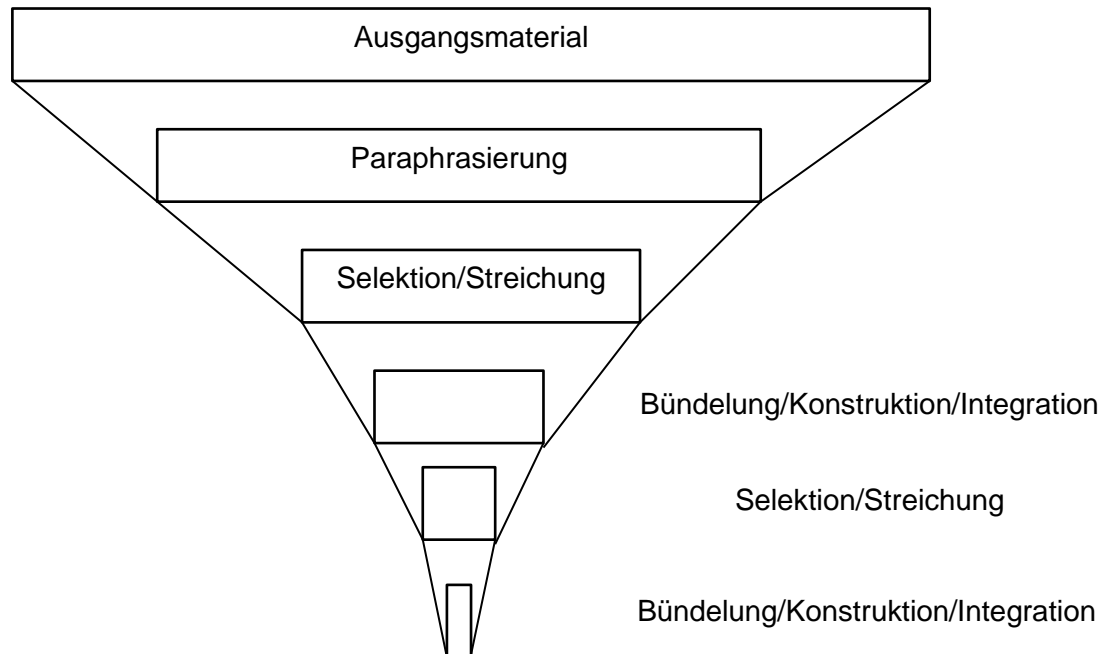 Ausgangsmaterial
Paraphrasierung
Selektion/Streichung
Bündelung/Konstruktion/Integration
Selektion/Streichung
Bündelung/Konstruktion/Integration